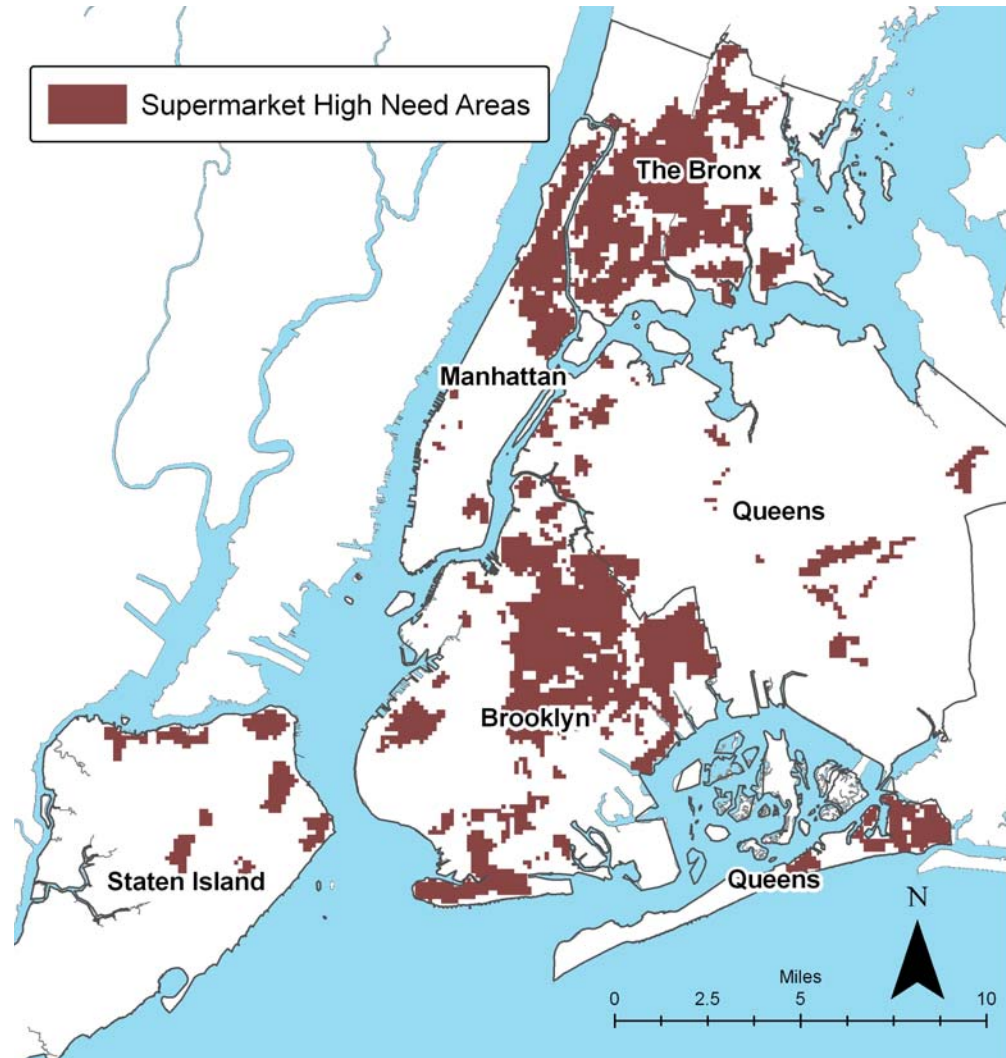 Supermarket High Need Areas
The Bronx
Manhattan
Queens
Brooklyn
Staten Island
Queens
N
Miles
0 2.5 5 10